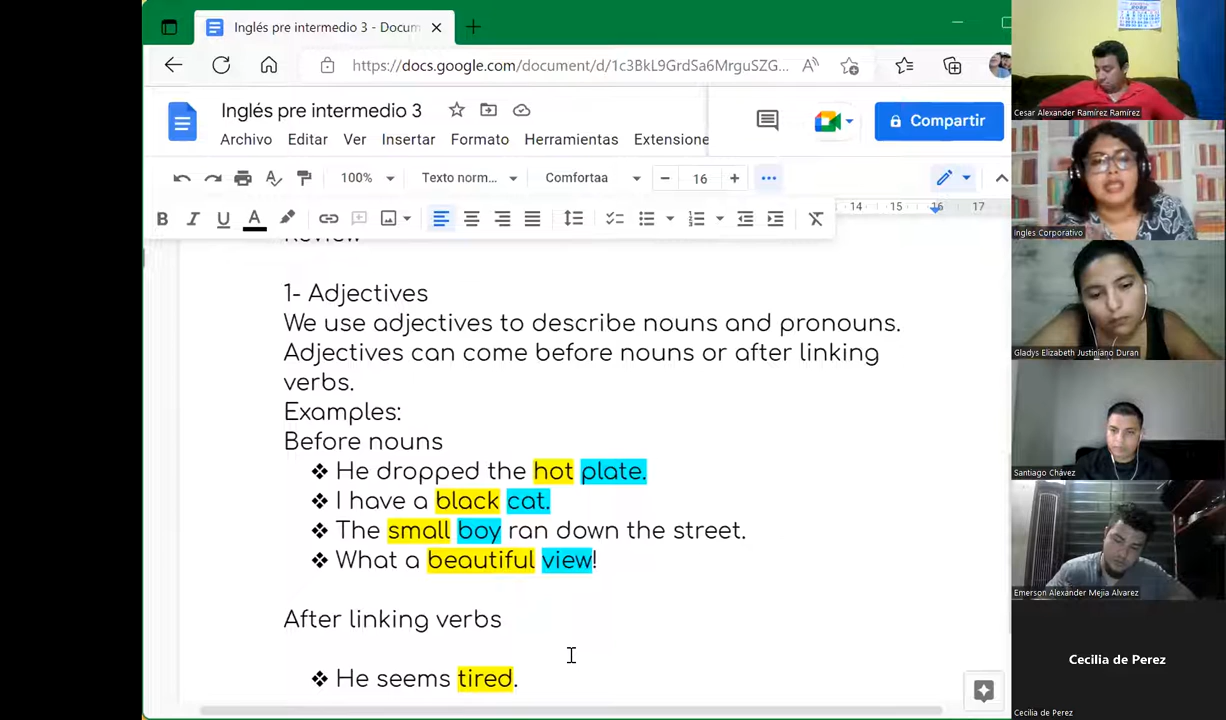 Inglés pre intermedio 3 - Docum
https://docs.google.com/document/d/1c3BkL9GrdSa6MrguSZG...
Inglés pre intermedio 3
Compartir
Archivo Editar Ver Insertar Herramientas Extensione
100% Texto norm... Comfortaa 16
14 15 16 17
Review
1- Adjectives
We use adjectives to describe nouns and pronouns.
Adjectives can come before nouns or after linking
verbs.
Examples:
Before nouns
❖ He dropped the hot plate.
❖ I have a black cat.
❖ The small boy ran down the street.
❖ What a beautiful view!
After linking verbs
❖ He seems tired.
Cesar Alexander Ramírez Ramírez
Ingles Corporativo
Gladys Elizabeth Justiniano Duran
Santiago Chávez
Emerson Alexander Mejia Alvarez
Cecilia de Perez
Cecilia de Perez